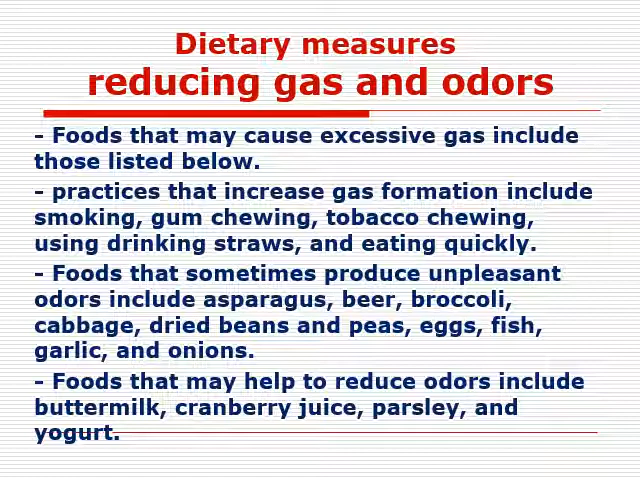 Dietary measures
reducing gas and odors
- Foods that may cause excessive gas include
those listed below.
- practices that increase gas formation include
smoking, gum chewing, tobacco chewing,
using drinking straws, and eating quickly.
- Foods that sometimes produce unpleasant
odors include asparagus, beer, broccoli,
cabbage, dried beans and peas, eggs, fish,
garlic, and onions.
- Foods that may help to reduce odors include
buttermilk, cranberry juice, parsley, and
yogurt.